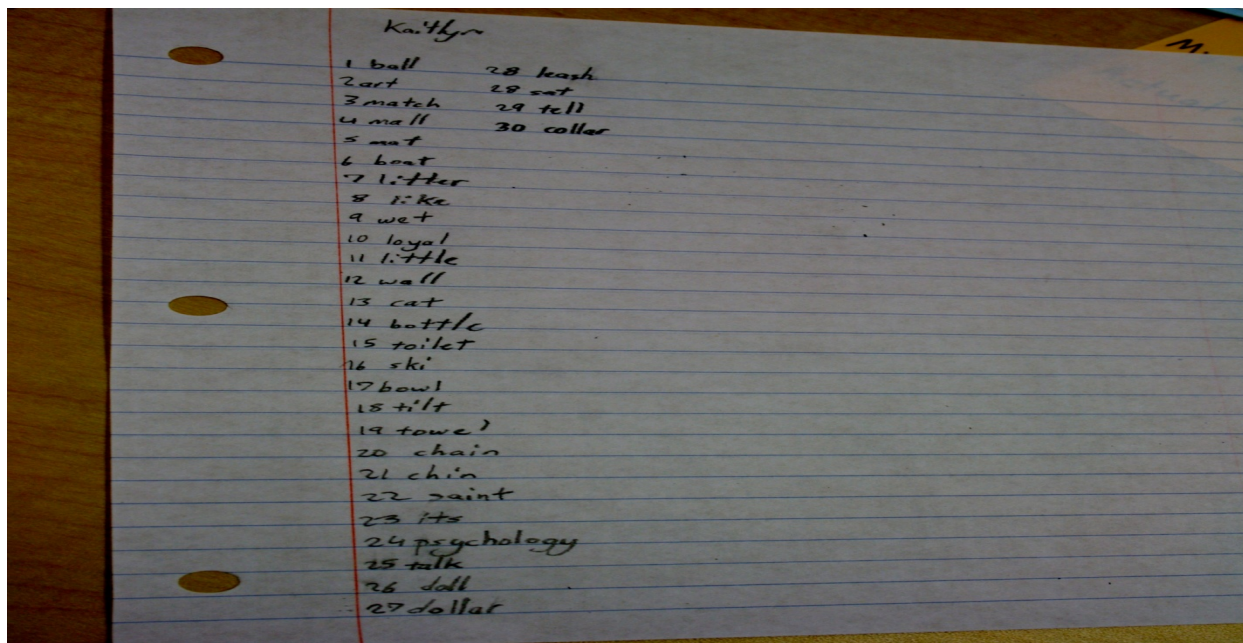 Kaitlyn
1 ball
2 art
3 match
4 mall
5 mat
6 boat
7 litter
8 like
9 wet
10 loyal
11 little
12 wall
13 cat
14 bottle
15 toilet
16 ski
17 bowl
18 tilt
19 towel
20 chain
21 chin
22 saint
23 its
24 psychology
25 talk
26 doll
27 dollar
28 leash
28 sat
29 tell
30 collar
M.